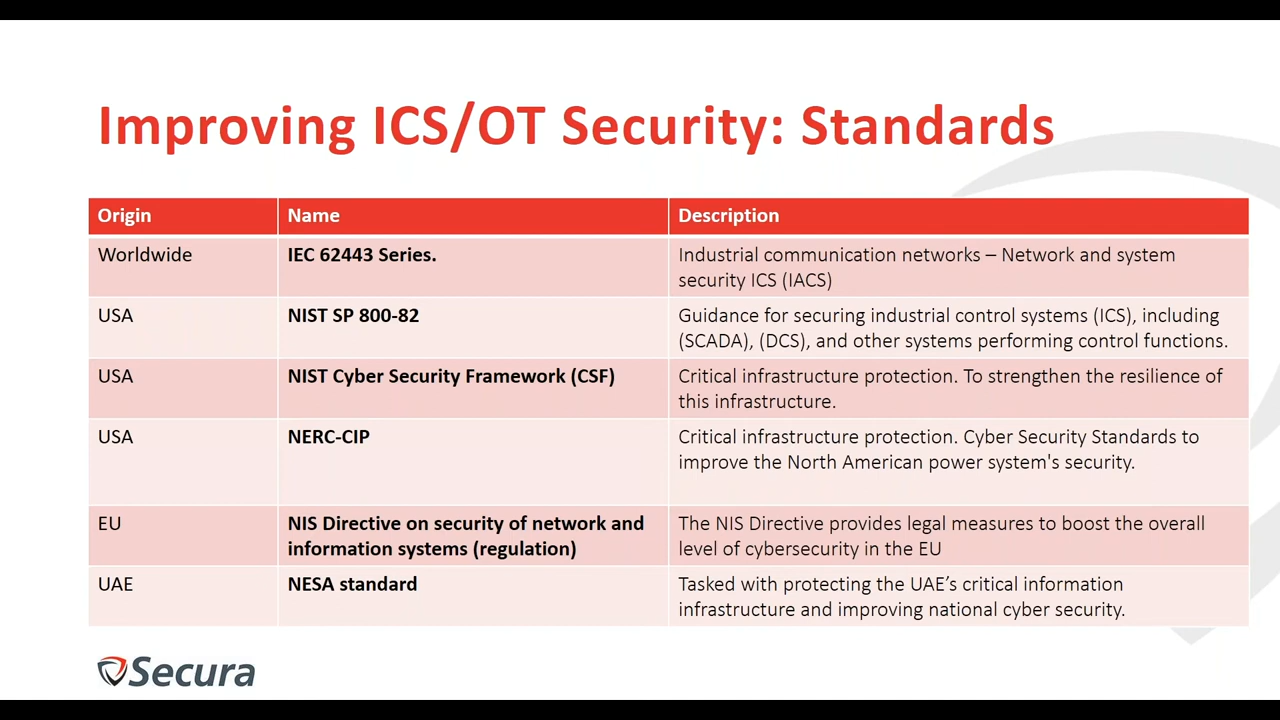 Improving ICS/OT Security: Standards
Origin
Name
Description
Worldwide
IEC 62443 Series.
Industrial communication networks – Network and system
security ICS (IACS)
USA
NIST SP 800-82
Guidance for securing industrial control systems (ICS), including
(SCADA), (DCS), and other systems performing control functions.
USA
NIST Cyber Security Framework (CSF)
Critical infrastructure protection. To strengthen the resilience of
this infrastructure.
USA
NERC-CIP
Critical infrastructure protection. Cyber Security Standards to
improve the North American power system's security.
EU
NIS Directive on security of network and
information systems (regulation)
The NIS Directive provides legal measures to boost the overall
level of cybersecurity in the EU
UAE
NESA standard
Tasked with protecting the UAE’s critical information
infrastructure and improving national cyber security.
Secura